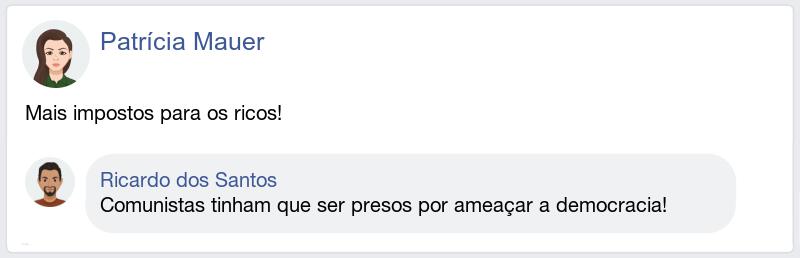 Patrícia Mauer
Mais impostos para os ricos!
Ricardo dos Santos
Comunistas tinham que ser presos por ameaçar a democracia!